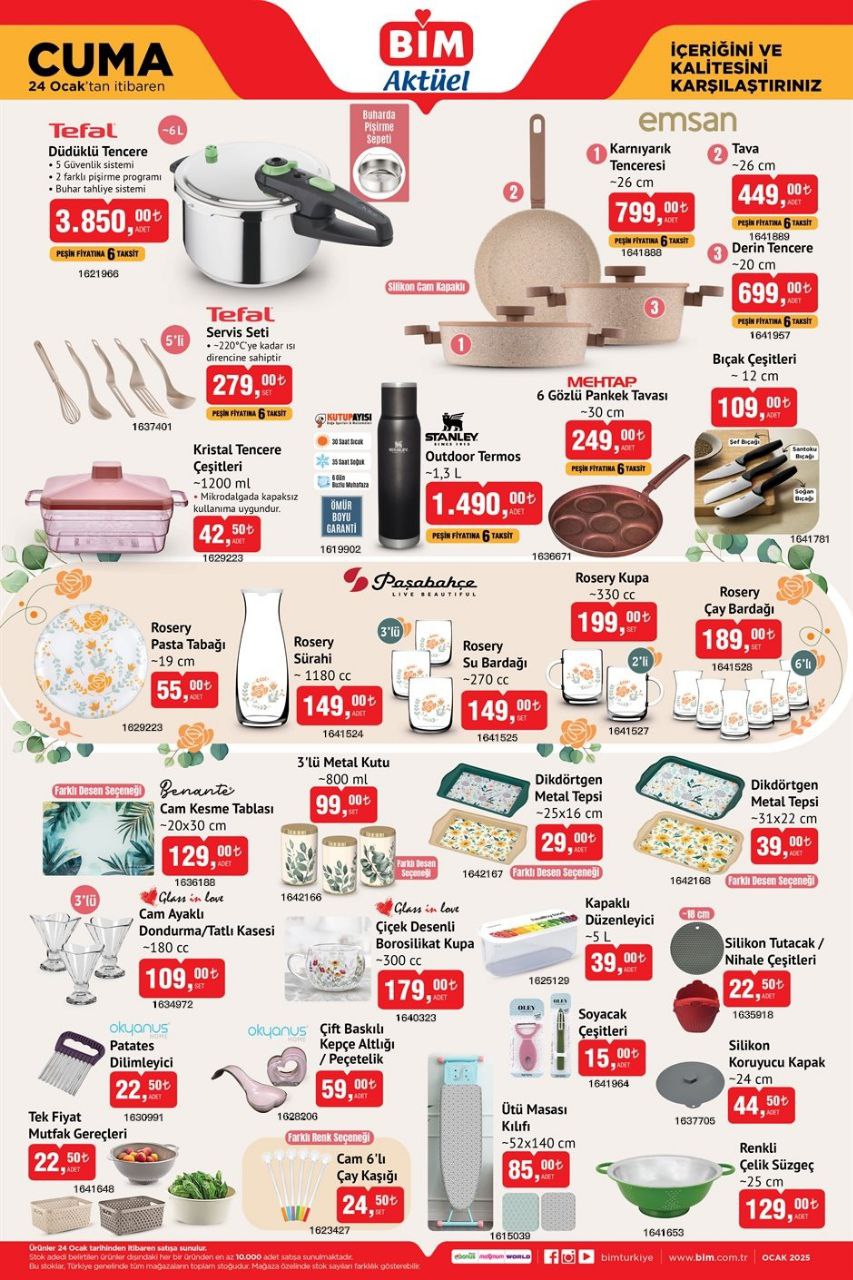 CUMA
24 Ocak'tan itibaren
BİM
Aktüel
İÇERİĞİNİ VE
KALİTESİNİ
KARŞILAŞTIRINIZ
Tefal
~6 L
Düdüklü Tencere
• 5 Güvenlik sistemi
• 2 farklı pişirme programı
• Buhar tahliye sistemi
3.850,00₺
ADET
PEŞİN FİYATINA 6 TAKSİT
1621966
Buharda
Pişirme
Sepeti
emsan
1 Karnıyarık
Tenceresi
~26 cm
799,00₺
ADET
PEŞİN FİYATINA 6 TAKSİT
1641888
2 Tava
~26 cm
449,00₺
ADET
PEŞİN FİYATINA 6 TAKSİT
1641889
3 Derin Tencere
~20 cm
699,00₺
ADET
PEŞİN FİYATINA 6 TAKSİT
1641957
Silikon Cam Kapaklı
2
1
3
Tefal
5'li
Servis Seti
• ~220°C'ye kadar ısı
direncine sahiptir
279,00₺
SET
PEŞİN FİYATINA 6 TAKSİT
1637401
Kristal Tencere
Çeşitleri
~1200 ml
• Mikrodalgada kapaksız
kullanıma uygundur.
42,50₺
ADET
1629223
KUTUPAYISI
30 Saat Sıcak
35 Saat Soğuk
6 Gün
Buzlu Muhafaza
ÖMÜR
BOYU
GARANTİ
1619902
STANLEY
SINCE 1913
Outdoor Termos
~1,3 L
1.490,00₺
ADET
PEŞİN FİYATINA 6 TAKSİT
MEHTAP
6 Gözlü Pankek Tavası
~30 cm
249,00₺
ADET
PEŞİN FİYATINA 6 TAKSİT
1636671
Bıçak Çeşitleri
~ 12 cm
109,00₺
ADET
Şef Bıçağı
Santoku
Bıçağı
Soğan
Bıçağı
1641781
Paşabahçe
LIVE BEAUTIFUL
Rosery
Pasta Tabağı
~19 cm
55,00₺
ADET
1629223
Rosery
Sürahi
~ 1180 cc
149,00₺
ADET
1641524
3'lü
Rosery
Su Bardağı
~270 cc
149,00₺
SET
1641525
Rosery Kupa
~330 cc
199,00₺
SET
2'li
1641527
Rosery
Çay Bardağı
189,00₺
SET
1641528
6'lı
Farklı Desen Seçeneği
Benante
Cam Kesme Tablası
~20x30 cm
129,00₺
ADET
1636188
3'lü Metal Kutu
~800 ml
99,00₺
SET
Farklı Desen
Seçeneği
1642166
Dikdörtgen
Metal Tepsi
~25x16 cm
29,00₺
ADET
1642167
Farklı Desen Seçeneği
Dikdörtgen
Metal Tepsi
~31x22 cm
39,00₺
ADET
1642168
Farklı Desen Seçeneği
3'lü
Glass in love
Cam Ayaklı
Dondurma/Tatlı Kasesi
~180 cc
109,00₺
SET
1634972
Glass in love
Çiçek Desenli
Borosilikat Kupa
~300 cc
179,00₺
ADET
1640323
Kapaklı
Düzenleyici
~5 L
39,00₺
ADET
1625129
~18 cm
Silikon Tutacak /
Nihale Çeşitleri
22,50₺
ADET
1635918
okyanus
HOME
Patates
Dilimleyici
22,50₺
ADET
1630991
okyanus
HOME
Çift Baskılı
Kepçe Altlığı
/ Peçetelik
59,00₺
ADET
1628206
OLEY
OLEY
Soyacak
Çeşitleri
15,00₺
ADET
1641964
Silikon
Koruyucu Kapak
~24 cm
44,50₺
ADET
1637705
Tek Fiyat
Mutfak Gereçleri
22,50₺
ADET
1641648
Farklı Renk Seçeneği
Cam 6'lı
Çay Kaşığı
24,50₺
SET
1623427
Ütü Masası
Kılıfı
~52x140 cm
85,00₺
ADET
1615039
Renkli
Çelik Süzgeç
~25 cm
129,00₺
ADET
1641653
Ürünler 24 Ocak tarihinden itibaren satışa sunulur.
Stok adedi belirtilen ürünler dışındaki her bir üründen en az 10.000 adet satışa sunulmaktadır.
Bu stoklar, Türkiye genelinde tüm mağazaların toplam stoğudur. Mağaza özelinde stok sayıları farklılık gösterebilir.
bonus maximum WORLD
bimturkiye
www.bim.com.tr
OCAK 2025